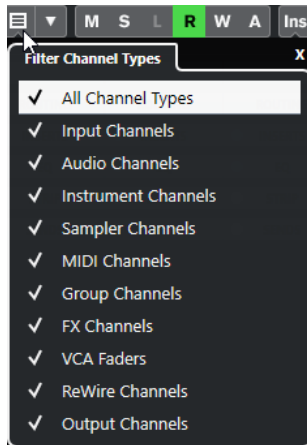 M S L R W A Ins
Filter Channel Types X
All Channel Types
Input Channels
Audio Channels
Instrument Channels
Sampler Channels
MIDI Channels
Group Channels
FX Channels
VCA Faders
ReWire Channels
Output Channels